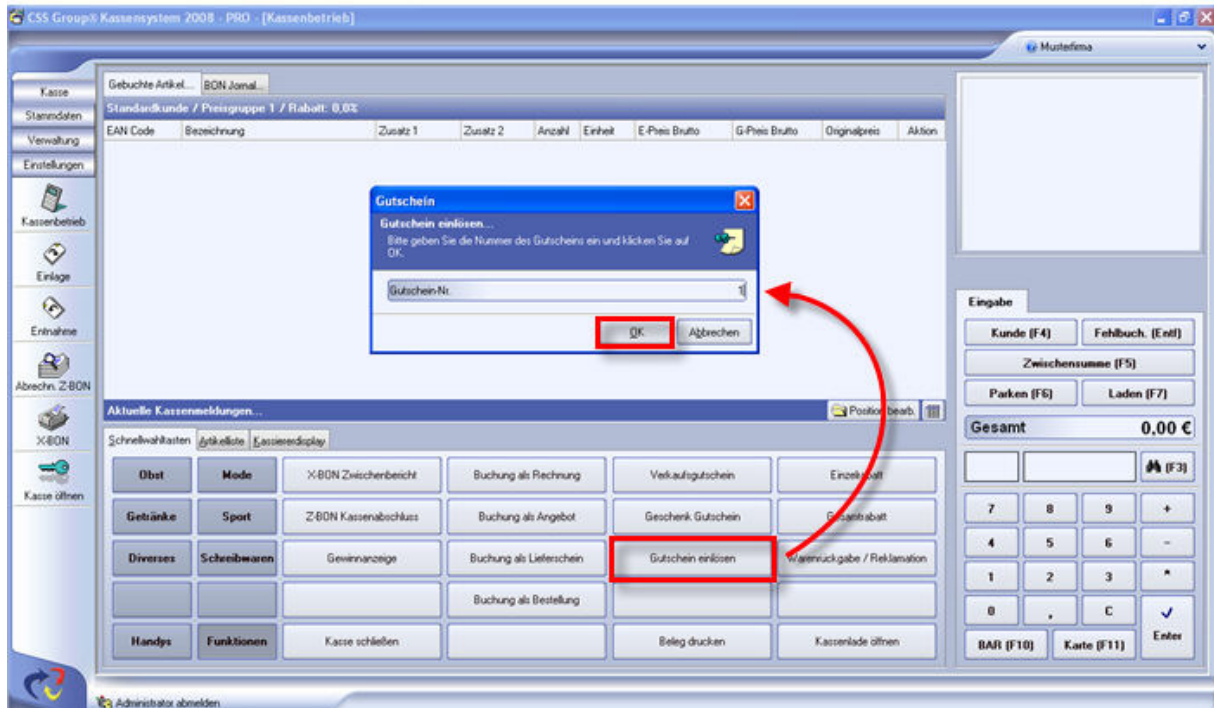 CSS Group® Kassensystem 2008 - PRO - [Kassenbetrieb]
Musterfirma
Kasse
Stammdaten
Verwaltung
Einstellungen
Kassenbetrieb
Einlage
Entnahme
Abrechn. Z-BON
X-BON
Kasse öffnen
Gebuchte Artikel... BON Jornal...
Standardkunde / Preisgruppe 1 / Rabatt: 0,0%
EAN Code Bezeichnung Zusatz 1 Zusatz 2 Anzahl Einheit E-Preis Brutto G-Preis Brutto Originalpreis Aktion
Gutschein
Gutschein einlösen...
Bitte geben Sie die Nummer des Gutscheins ein und klicken Sie auf
OK.
Gutschein-Nr. 1
OK Abbrechen
Aktuelle Kassenmeldungen... Position bearb.
Schnellwahltasten Artikelliste Kassiererdisplay
Obst Mode X-BON Zwischenbericht Buchung als Rechnung Verkaufsgutschein Einzelrabatt
Getränke Sport Z-BON Kassenabschluss Buchung als Angebot Geschenk Gutschein Gesamtrabatt
Diverses Schreibwaren Gewinnanzeige Buchung als Lieferschein Gutschein einlösen Warenrückgabe / Reklamation
Buchung als Bestellung
Handys Funktionen Kasse schließen Beleg drucken Kassenlade öffnen
Eingabe
Kunde (F4) Fehlbuch. (Entf)
Zwischensumme (F5)
Parken (F6) Laden (F7)
Gesamt 0,00 €
(F3)
7 8 9 +
4 5 6 -
1 2 3 *
0 , C
Enter
BAR (F10) Karte (F11)
Administrator abmelden